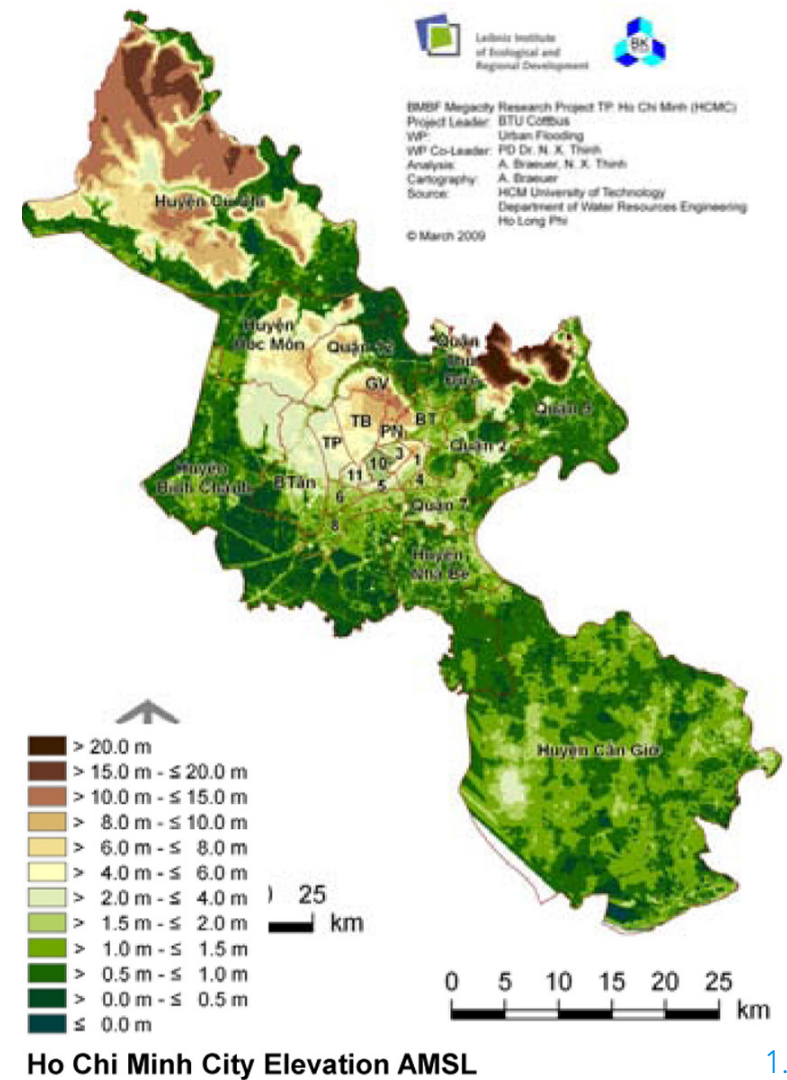 Leibniz Institute
of Ecological and
Regional Development
BK
BMBF Megacity Research Project TP. Ho Chi Minh (HCMC)
Project Leader: BTU Cottbus
WP: Urban Flooding
WP Co-Leader: PD Dr. N. X. Thinh
Analysis: A. Braeuer, N. X. Thinh
Cartography: A. Braeuer
Source: HCM University of Technology
Department of Water Resources Engineering
Ho Long Phi
© March 2009
Huyện Củ Chi
Huyện
Hóc Môn
Quận 12
Quận
Thủ
Đức
GV
Quận 9
TB
BT
PN
TP
Quận 2
3
1
10
11
4
5
Huyện
Bình Chánh
BTân
6
Quận 7
8
Huyện
Nhà Bè
Huyện Cần Giờ
> 20.0 m
> 15.0 m - ≤ 20.0 m
> 10.0 m - ≤ 15.0 m
> 8.0 m - ≤ 10.0 m
> 6.0 m - ≤ 8.0 m
> 4.0 m - ≤ 6.0 m
> 2.0 m - ≤ 4.0 m
> 1.5 m - ≤ 2.0 m
> 1.0 m - ≤ 1.5 m
> 0.5 m - ≤ 1.0 m
> 0.0 m - ≤ 0.5 m
≤ 0.0 m
25
km
0 5 10 15 20 25
km
Ho Chi Minh City Elevation AMSL
1.